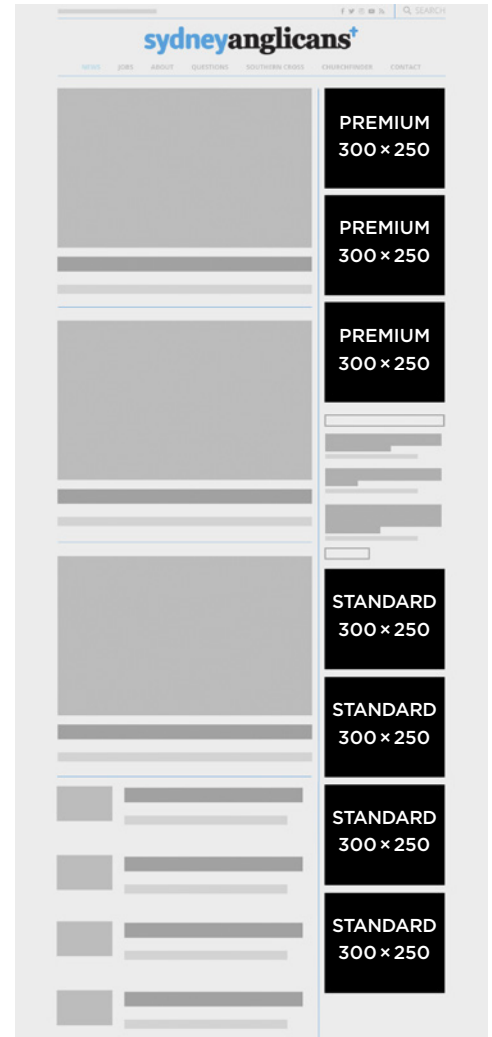 SEARCH
sydneyanglicans
NEWS JOBS ABOUT QUESTIONS SOUTHERN CROSS CHURCHFINDER CONTACT
PREMIUM
300 × 250
PREMIUM
300 × 250
PREMIUM
300 × 250
STANDARD
300 × 250
STANDARD
300 × 250
STANDARD
300 × 250
STANDARD
300 × 250